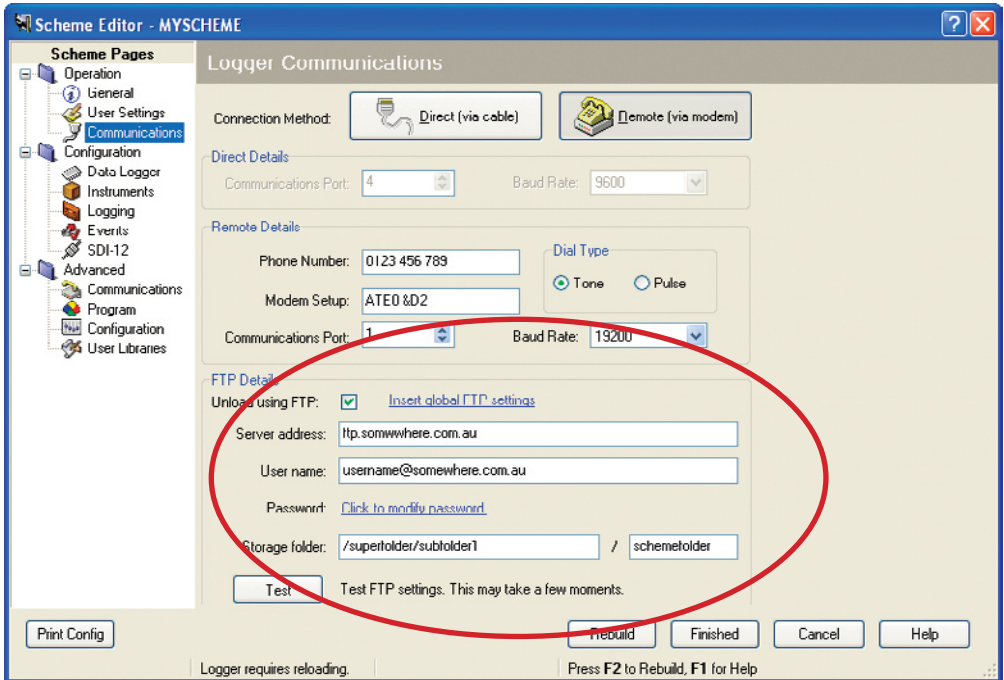 Scheme Editor - MYSCHEME
Scheme Pages
Operation
General
User Settings
Communications
Configuration
Data Logger
Instruments
Logging
Events
SDI-12
Advanced
Communications
Program
Configuration
User Libraries
Logger Communications
Connection Method:
Direct (via cable)
Remote (via modem)
Direct Details
Communications Port: 4
Baud Rate: 9600
Remote Details
Phone Number: 0123 456 789
Dial Type
Tone
Pulse
Modem Setup: ATE0 &D2
Communications Port: 1
Baud Rate: 19200
FTP Details
Unload using FTP:
Insert global FTP settings
Server address: ftp.somwwhere.com.au
User name: username@somewhere.com.au
Password: Click to modify password.
Storage folder: /superfolder/subfolder1 / schemefolder
Test
Test FTP settings. This may take a few moments.
Print Config
Rebuild
Finished
Cancel
Help
Logger requires reloading.
Press F2 to Rebuild, F1 for Help